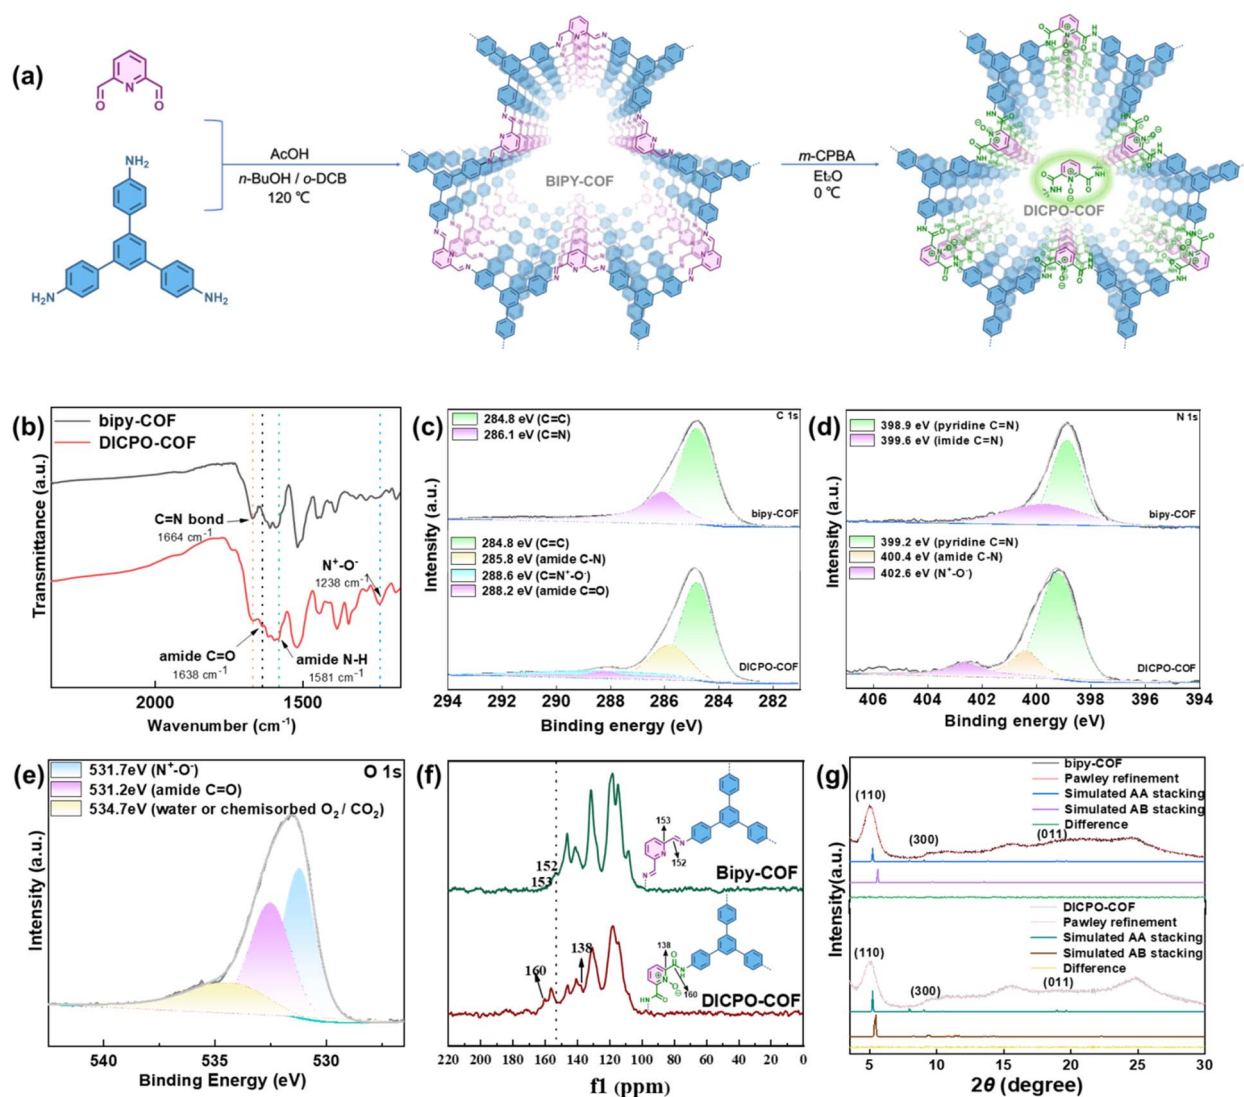 (a)
N
O
O
NH₂
H₂N
NH₂
AcOH
n-BuOH / o-DCB
120 ℃
BIPY-COF
m-CPBA
Et₂O
0 ℃
DICPO-COF
(b)
bipy-COF
DICPO-COF
C=N bond
1664 cm⁻¹
N⁺-O⁻
1238 cm⁻¹
amide C=O
1638 cm⁻¹
amide N-H
1581 cm⁻¹
Transmittance (a.u.)
2000 1500
Wavenumber (cm⁻¹)
(c)
C 1s
284.8 eV (C=C)
286.1 eV (C=N)
bipy-COF
284.8 eV (C=C)
285.8 eV (amide C-N)
288.6 eV (C=N⁺-O⁻)
288.2 eV (amide C=O)
DICPO-COF
Intensity (a.u.)
294 292 290 288 286 284 282
Binding energy (eV)
(d)
N 1s
398.9 eV (pyridine C=N)
399.6 eV (imide C=N)
bipy-COF
399.2 eV (pyridine C=N)
400.4 eV (amide C-N)
402.6 eV (N⁺-O⁻)
DICPO-COF
Intensity (a.u.)
406 404 402 400 398 396 394
Binding energy (eV)
(e)
O 1s
531.7eV (N⁺-O⁻)
531.2eV (amide C=O)
534.7eV (water or chemisorbed O₂ / CO₂)
Intensity (a.u.)
540 535 530
Binding Energy (eV)
(f)
153
152
152
153
Bipy-COF
138
160
138
160
DICPO-COF
220 200 180 160 140 120 100 80 60 40 20 0
f1 (ppm)
(g)
bipy-COF
Pawley refinement
Simulated AA stacking
Simulated AB stacking
Difference
(110)
(300)
(011)
DICPO-COF
Pawley refinement
Simulated AA stacking
Simulated AB stacking
Difference
(110)
(300)
(011)
Intensity(a.u.)
5 10 15 20 25 30
2θ (degree)